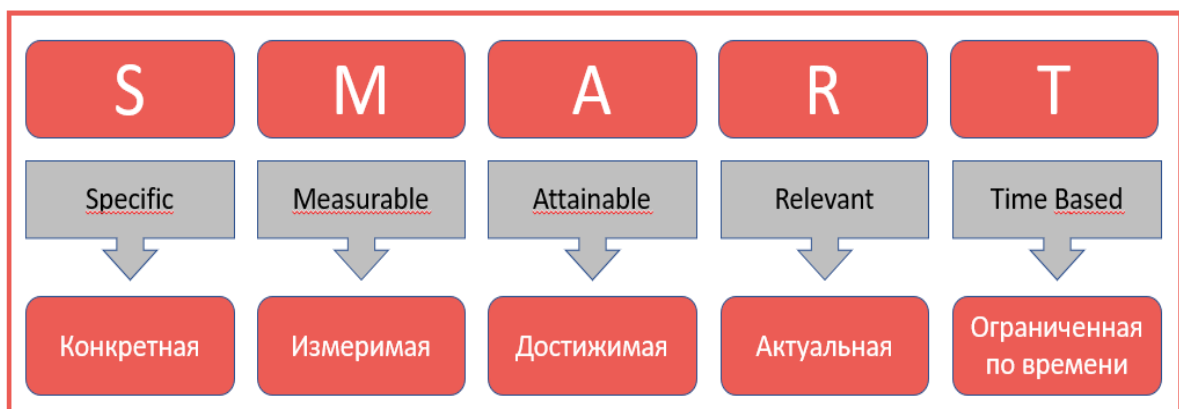 S M A R T
Specific Measurable Attainable Relevant Time Based
Конкретная Измеримая Достижимая Актуальная Ограниченная
по времени